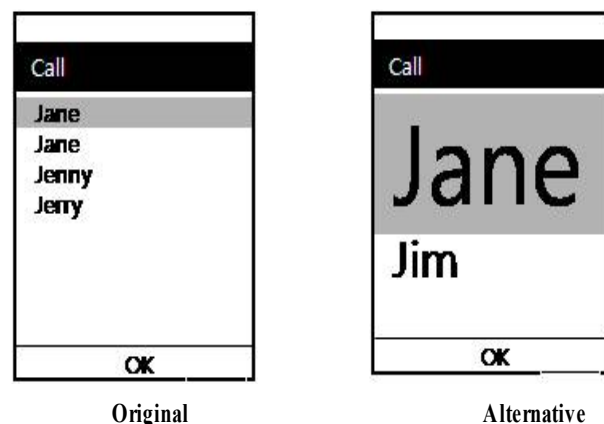 Call
Jane
Jane
Jenny
Jerry
OK
Original
Call
Jane
Jim
OK
Alternative